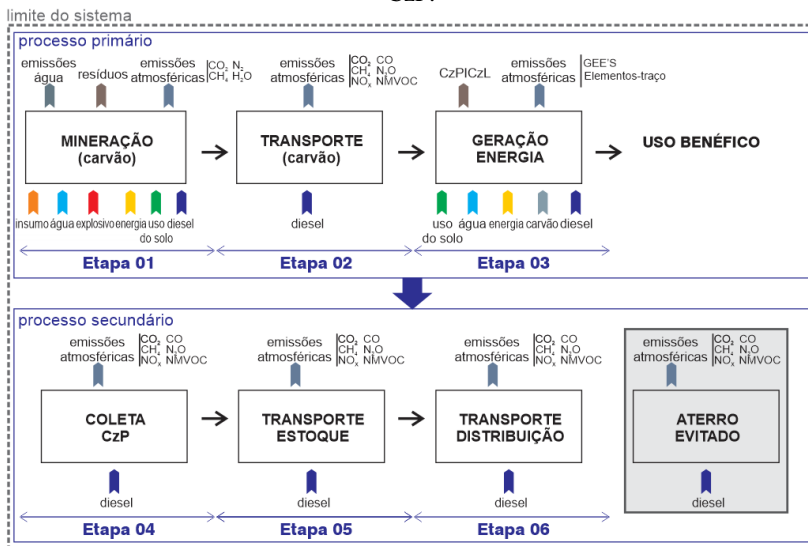 CZP.
limite do sistema
processo primário
emissões
água
resíduos
emissões
atmosféricas
CO₂ N₂
CH₄ H₂O
emissões
atmosféricas
CO₂ CO
CH₄ N₂O
NOₓ NMVOC
CzP|CzL
emissões
atmosféricas
GEE'S
Elementos-traço
MINERAÇÃO
(carvão)
TRANSPORTE
(carvão)
GERAÇÃO
ENERGIA
USO BENÉFICO
insumo água explosivo energia uso
do solo
diesel
diesel
uso
do solo
água energia carvão diesel
Etapa 01
Etapa 02
Etapa 03
processo secundário
emissões
atmosféricas
CO₂ CO
CH₄ N₂O
NOₓ NMVOC
emissões
atmosféricas
CO₂ CO
CH₄ N₂O
NOₓ NMVOC
emissões
atmosféricas
CO₂ CO
CH₄ N₂O
NOₓ NMVOC
emissões
atmosféricas
CO₂ CO
CH₄ N₂O
NOₓ NMVOC
COLETA
CzP
TRANSPORTE
ESTOQUE
TRANSPORTE
DISTRIBUIÇÃO
ATERRO
EVITADO
diesel
diesel
diesel
diesel
Etapa 04
Etapa 05
Etapa 06